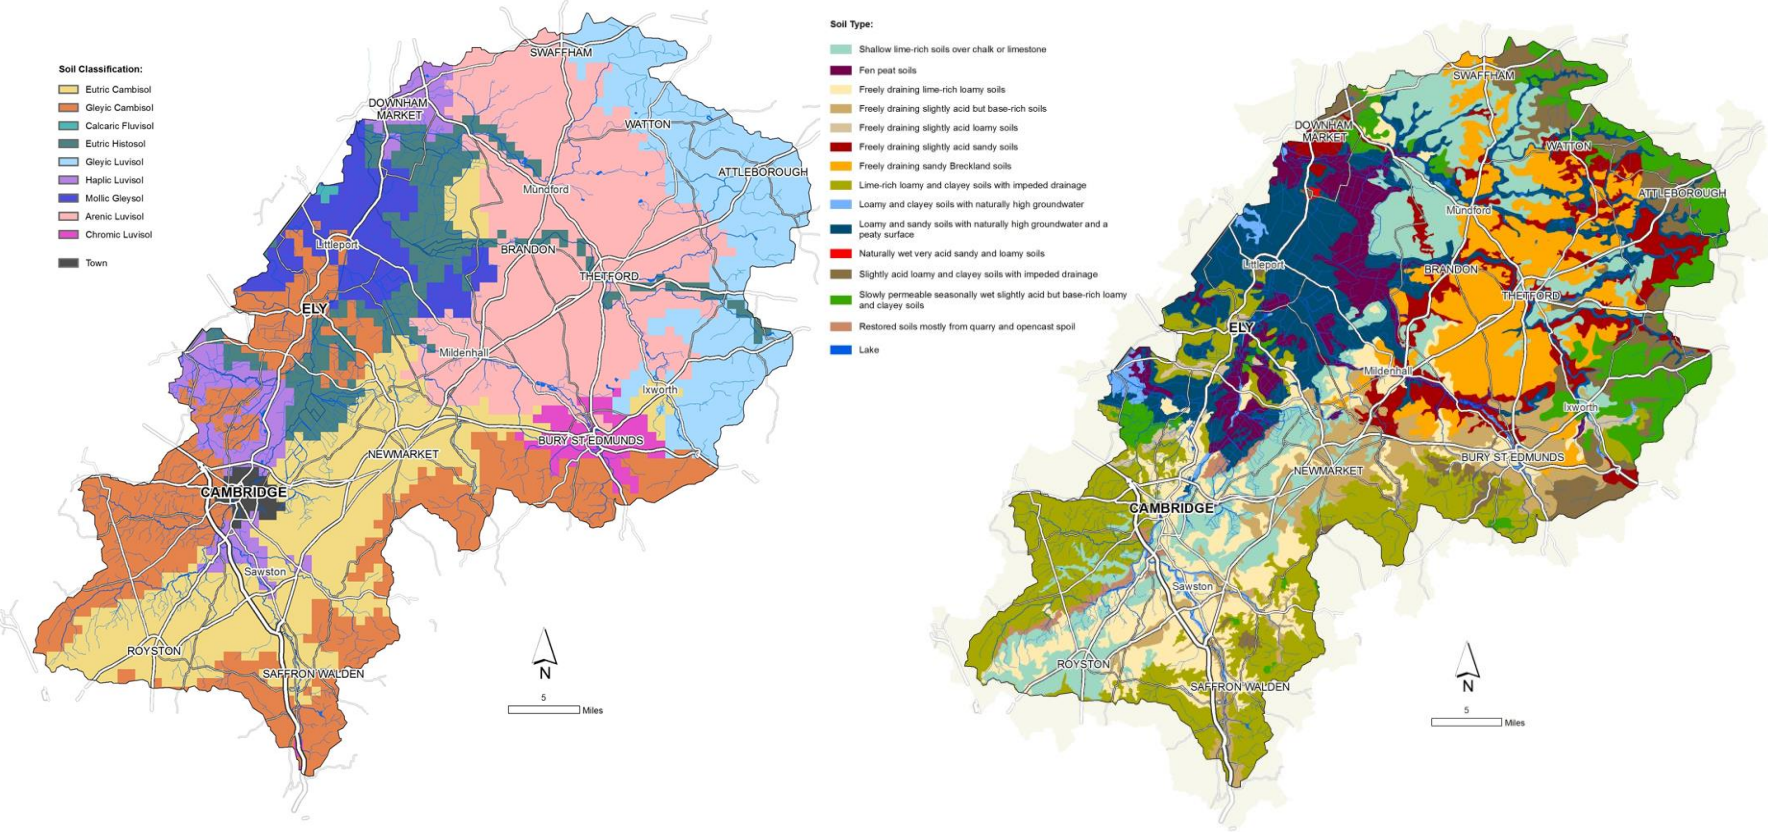 Soil Classification:
Eutric Cambisol
Gleyic Cambisol
Calcaric Fluvisol
Eutric Histosol
Gleyic Luvisol
Haplic Luvisol
Mollic Gleysol
Arenic Luvisol
Chromic Luvisol
Town
SWAFFHAM
DOWNHAM
MARKET
WATTON
ATTLEBOROUGH
Mundford
Littleport
BRANDON
THETFORD
ELY
Mildenhall
Ixworth
BURY ST EDMUNDS
NEWMARKET
CAMBRIDGE
Sawston
ROYSTON
SAFFRON WALDEN
N
5
Miles
Soil Type:
Shallow lime-rich soils over chalk or limestone
Fen peat soils
Freely draining lime-rich loamy soils
Freely draining slightly acid but base-rich soils
Freely draining slightly acid loamy soils
Freely draining slightly acid sandy soils
Freely draining sandy Breckland soils
Lime-rich loamy and clayey soils with impeded drainage
Loamy and clayey soils with naturally high groundwater
Loamy and sandy soils with naturally high groundwater and a
peaty surface
Naturally wet very acid sandy and loamy soils
Slightly acid loamy and clayey soils with impeded drainage
Slowly permeable seasonally wet slightly acid but base-rich loamy
and clayey soils
Restored soils mostly from quarry and opencast spoil
Lake
SWAFFHAM
DOWNHAM
MARKET
WATTON
ATTLEBOROUGH
Mundford
Littleport
BRANDON
THETFORD
ELY
Mildenhall
Ixworth
BURY ST EDMUNDS
NEWMARKET
CAMBRIDGE
Sawston
ROYSTON
SAFFRON WALDEN
N
5
Miles